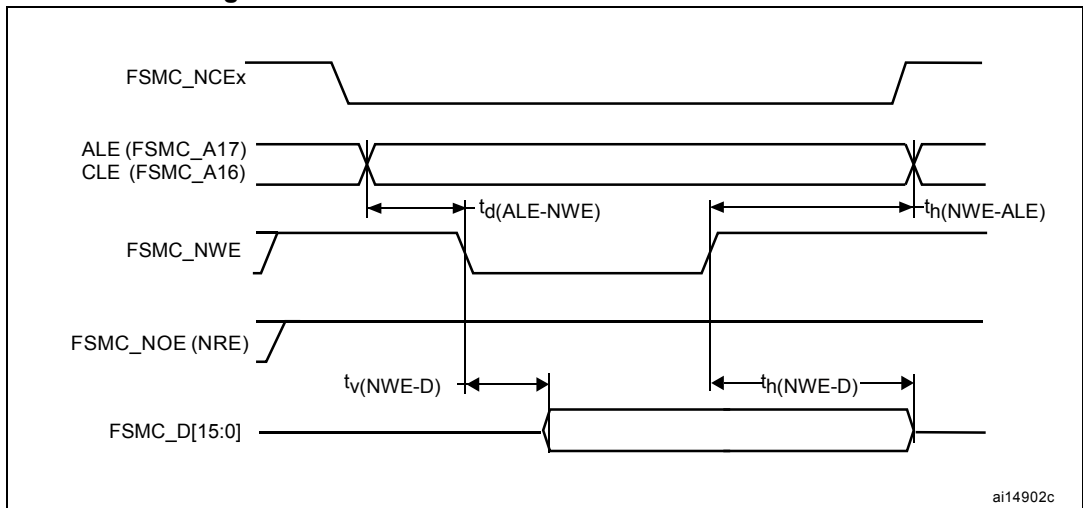 FSMC_NCEx
ALE (FSMC_A17)
CLE (FSMC_A16)
td(ALE-NWE)
th(NWE-ALE)
FSMC_NWE
FSMC_NOE (NRE)
tv(NWE-D)
th(NWE-D)
FSMC_D[15:0]
ai14902c